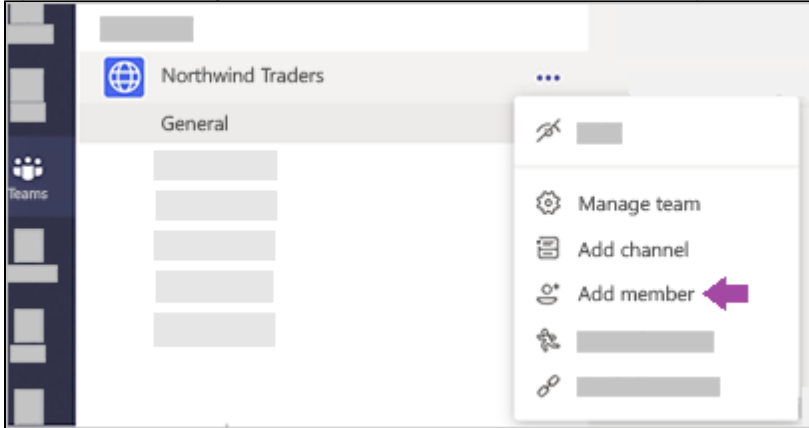 Northwind Traders
General
Teams
Manage team
Add channel
Add member